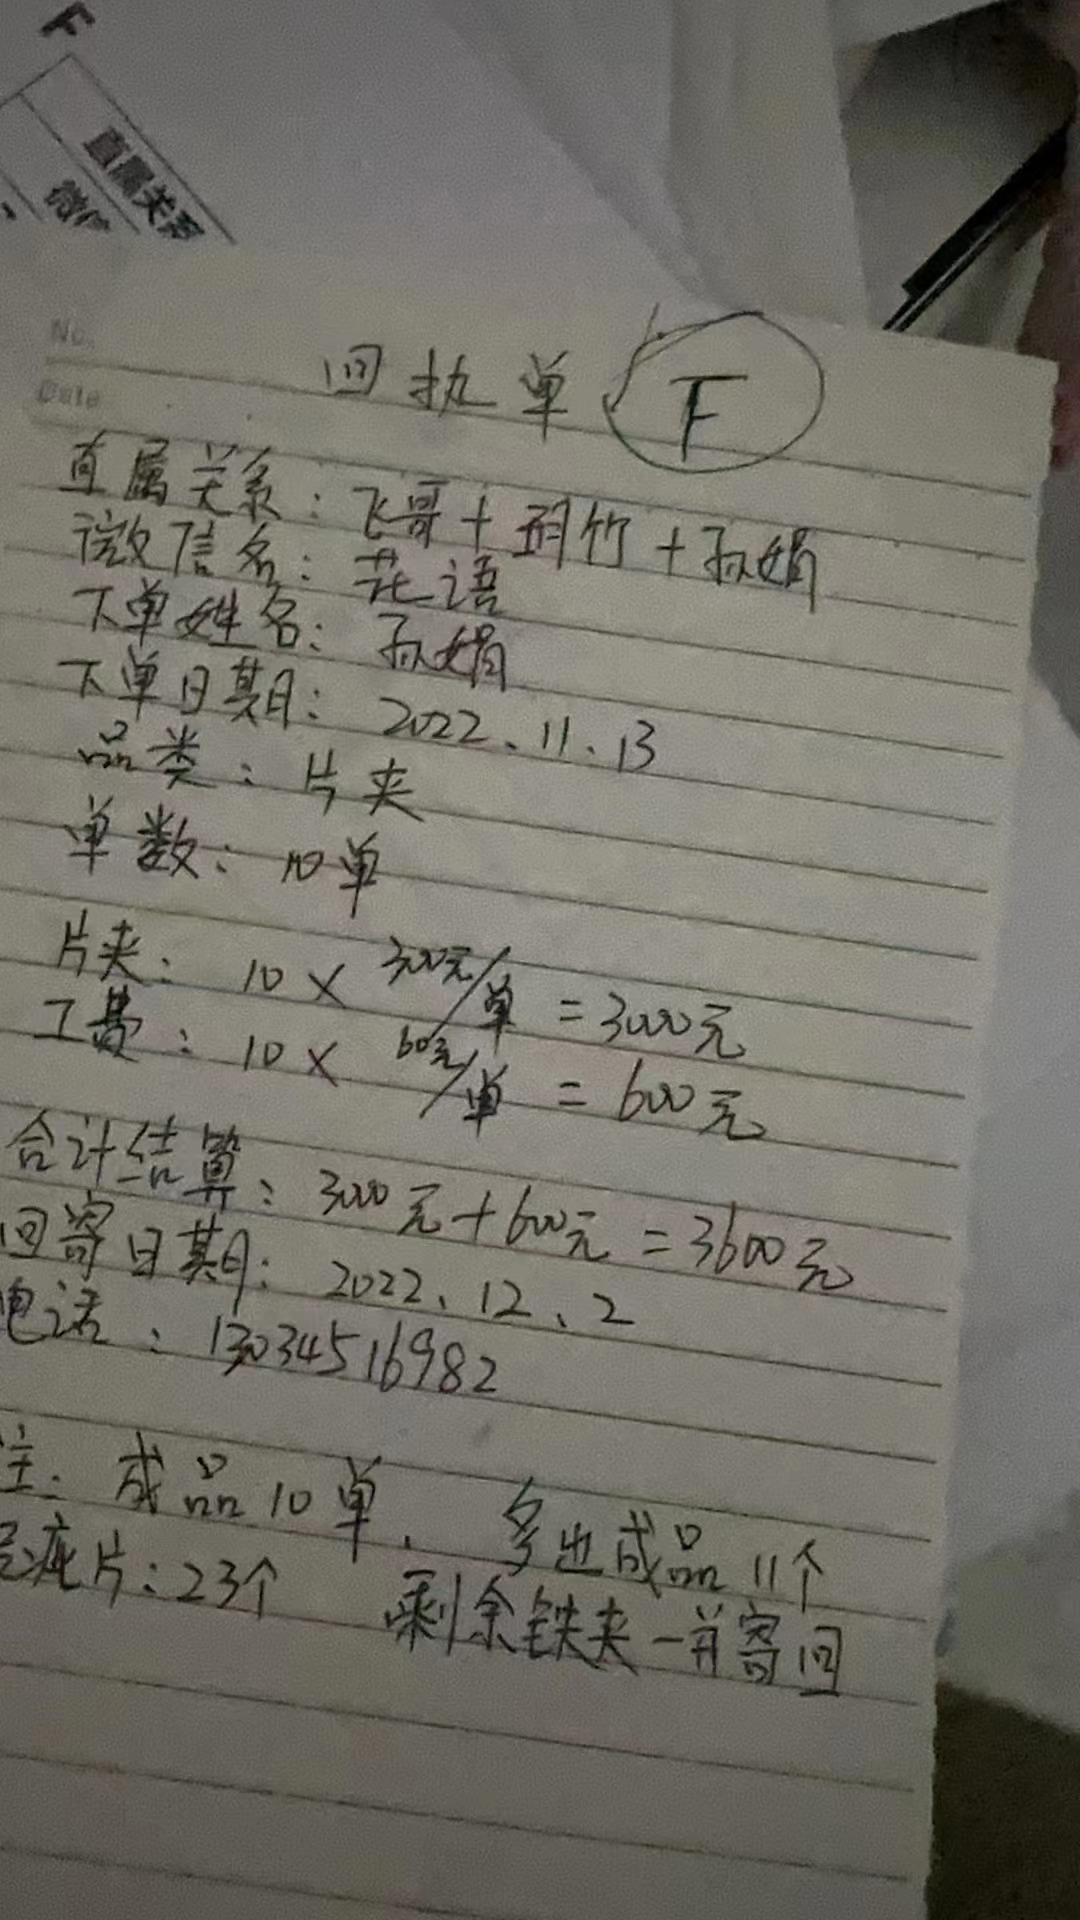 F
直属关系
微信
No.
Date
回执单 F
直属关系：飞哥+翡竹+孙娟
微信名：花语
下单姓名：孙娟
下单日期：2022、11、13
品类：片夹
单数：10单
片夹：10×300元/单=3000元
工费：10×60元/单=600元
合计结算：3000元+600元=3600元
回寄日期：2022、12、2
电话：13034516982
注：成品10单，多出成品11个
疵片：23个 剩余铁夹一并寄回